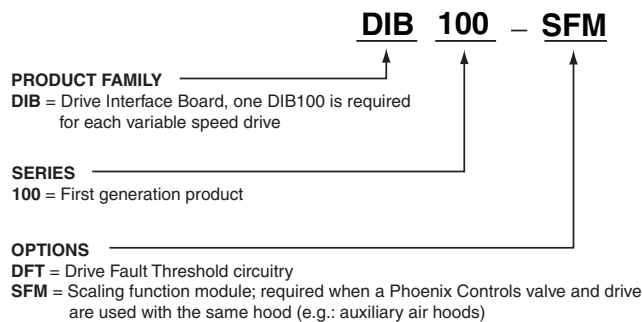 DIB 100 – SFM
PRODUCT FAMILY
DIB = Drive Interface Board, one DIB100 is required
for each variable speed drive
SERIES
100 = First generation product
OPTIONS
DFT = Drive Fault Threshold circuitry
SFM = Scaling function module; required when a Phoenix Controls valve and drive
are used with the same hood (e.g.: auxiliary air hoods)